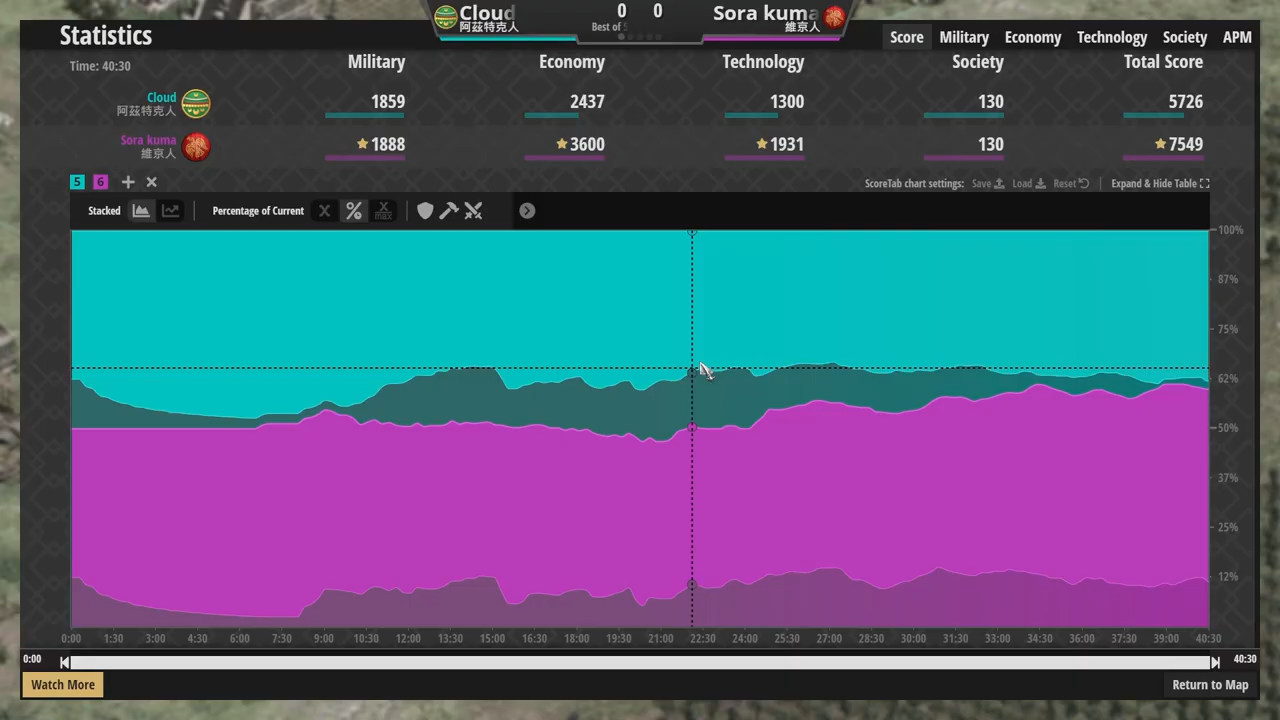 Cloud
阿茲特克人
0 0
Best of 5
Sora kuma
維京人
Statistics
Score Military Economy Technology Society APM
Time: 40:30
Military Economy Technology Society Total Score
Cloud
阿茲特克人
1859 2437 1300 130 5726
Sora kuma
維京人
1888 3600 1931 130 7549
5 6 + ×
ScoreTab chart settings: Save Load Reset Expand & Hide Table
Stacked Percentage of Current X % X max
100%
87%
75%
62%
50%
37%
25%
12%
0:00 1:30 3:00 4:30 6:00 7:30 9:00 10:30 12:00 13:30 15:00 16:30 18:00 19:30 21:00 22:30 24:00 25:30 27:00 28:30 30:00 31:30 33:00 34:30 36:00 37:30 39:00 40:30
0:00 40:30
Watch More Return to Map